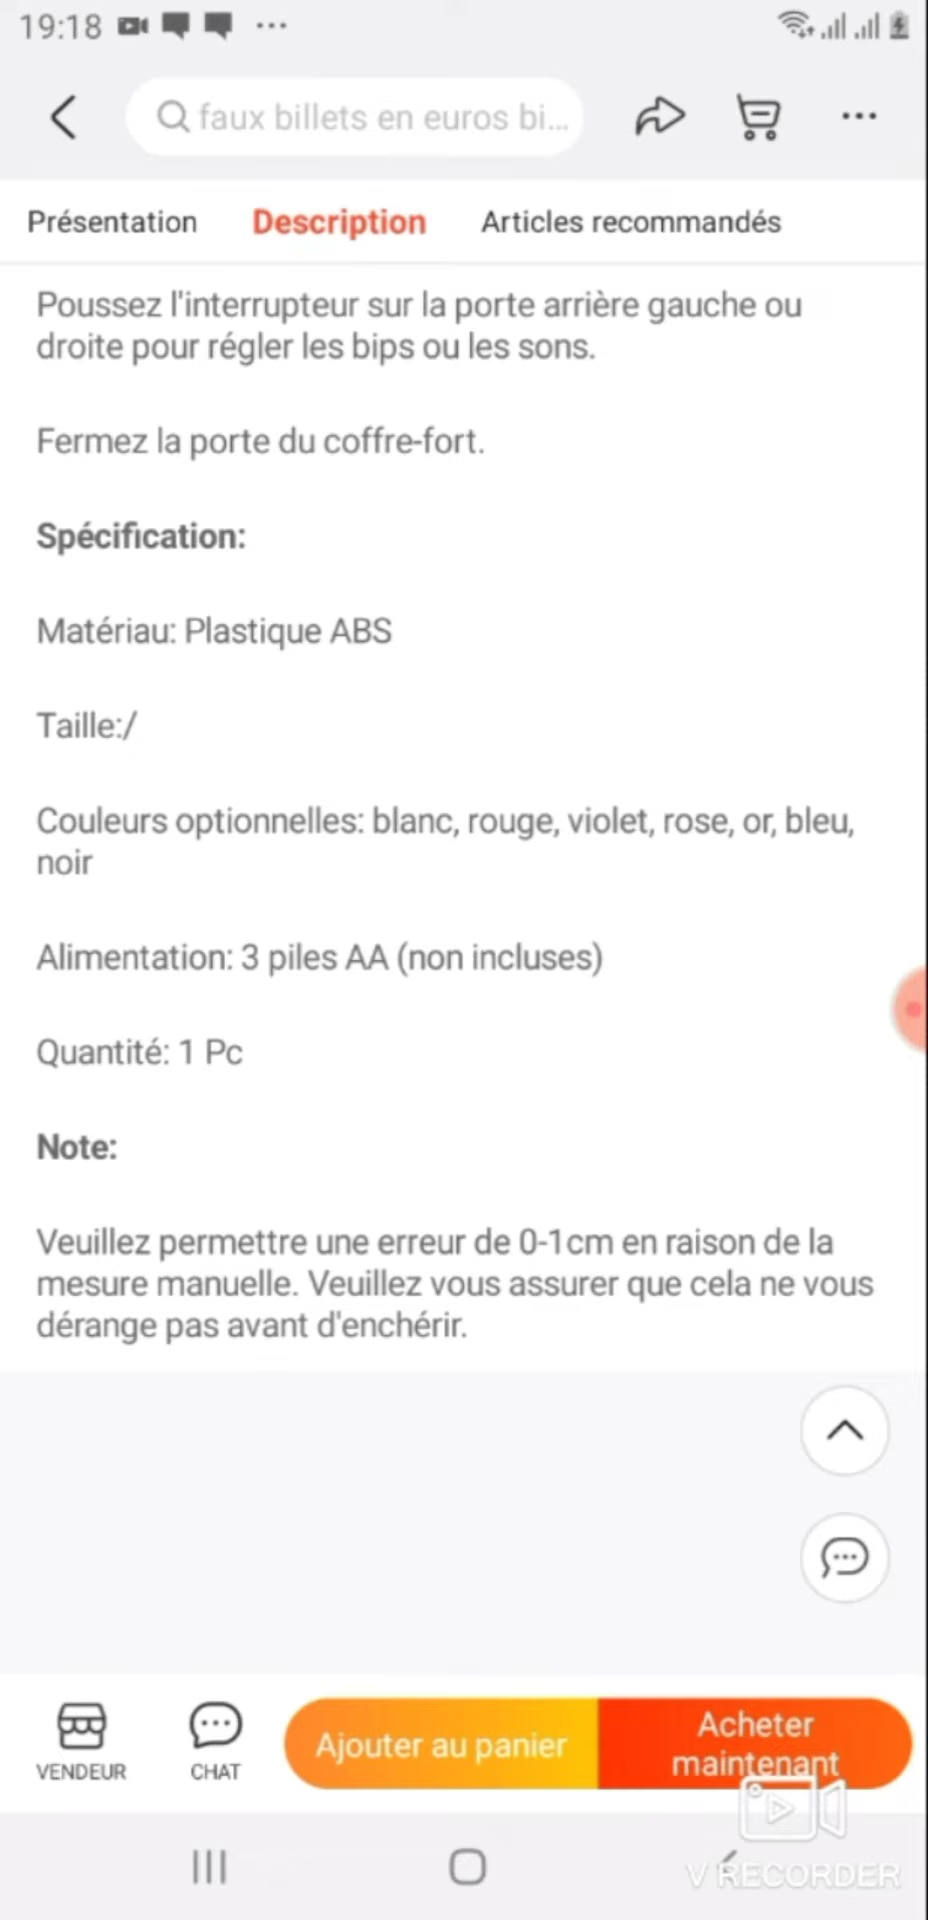 19:18
faux billets en euros bi...
Présentation
Description
Articles recommandés
Poussez l'interrupteur sur la porte arrière gauche ou
droite pour régler les bips ou les sons.
Fermez la porte du coffre-fort.
Spécification:
Matériau: Plastique ABS
Taille:/
Couleurs optionnelles: blanc, rouge, violet, rose, or, bleu,
noir
Alimentation: 3 piles AA (non incluses)
Quantité: 1 Pc
Note:
Veuillez permettre une erreur de 0-1cm en raison de la
mesure manuelle. Veuillez vous assurer que cela ne vous
dérange pas avant d'enchérir.
VENDEUR
CHAT
Ajouter au panier
Acheter
maintenant
V RECORDER